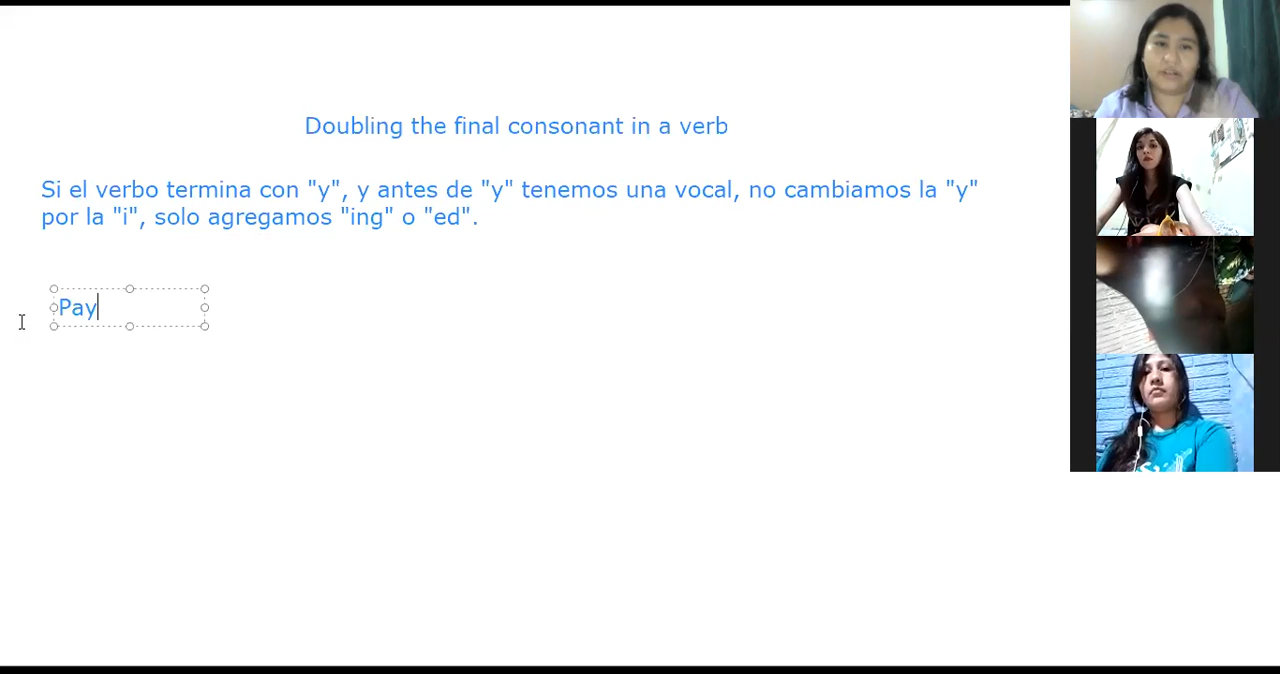 Doubling the final consonant in a verb
Si el verbo termina con "y", y antes de "y" tenemos una vocal, no cambiamos la "y"
por la "i", solo agregamos "ing" o "ed".
Pay